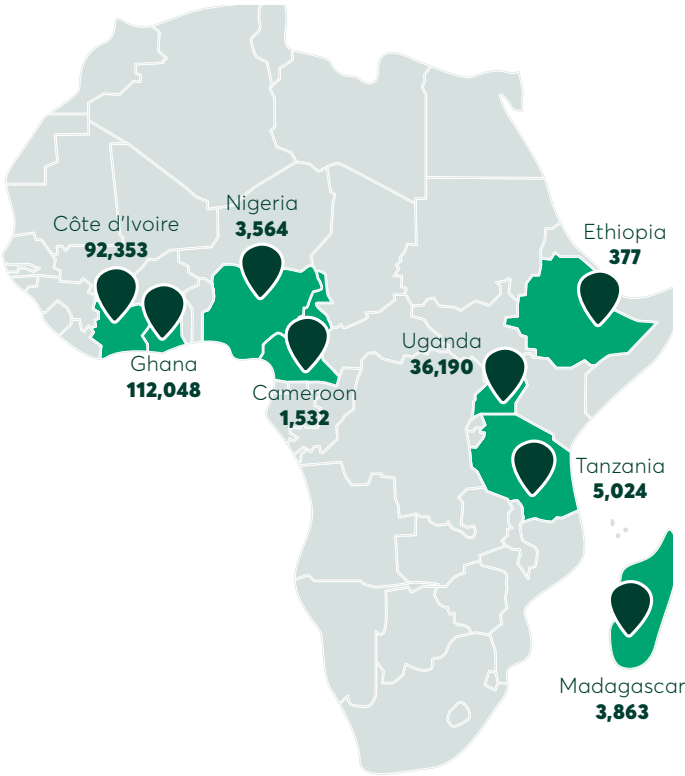 Nigeria
3,564
Côte d'Ivoire
92,353
Ethiopia
377
Uganda
36,190
Ghana
112,048
Cameroon
1,532
Tanzania
5,024
Madagascar
3,863